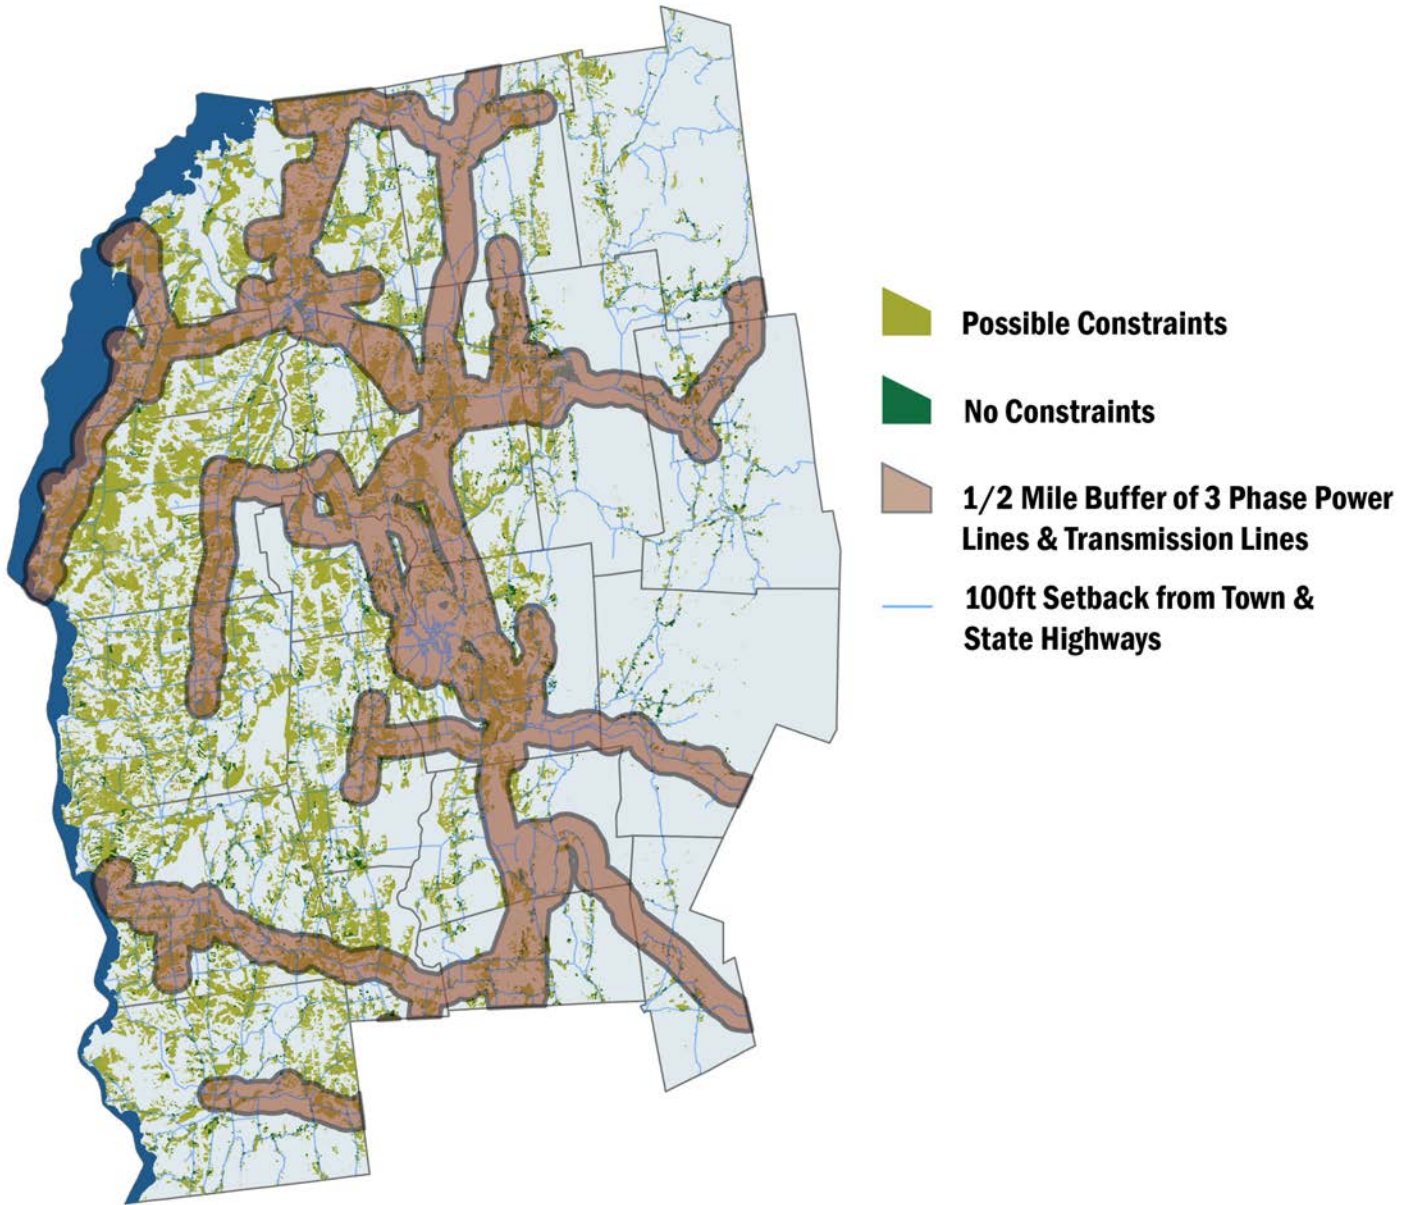 Possible Constraints
No Constraints
1/2 Mile Buffer of 3 Phase Power
Lines & Transmission Lines
100ft Setback from Town &
State Highways